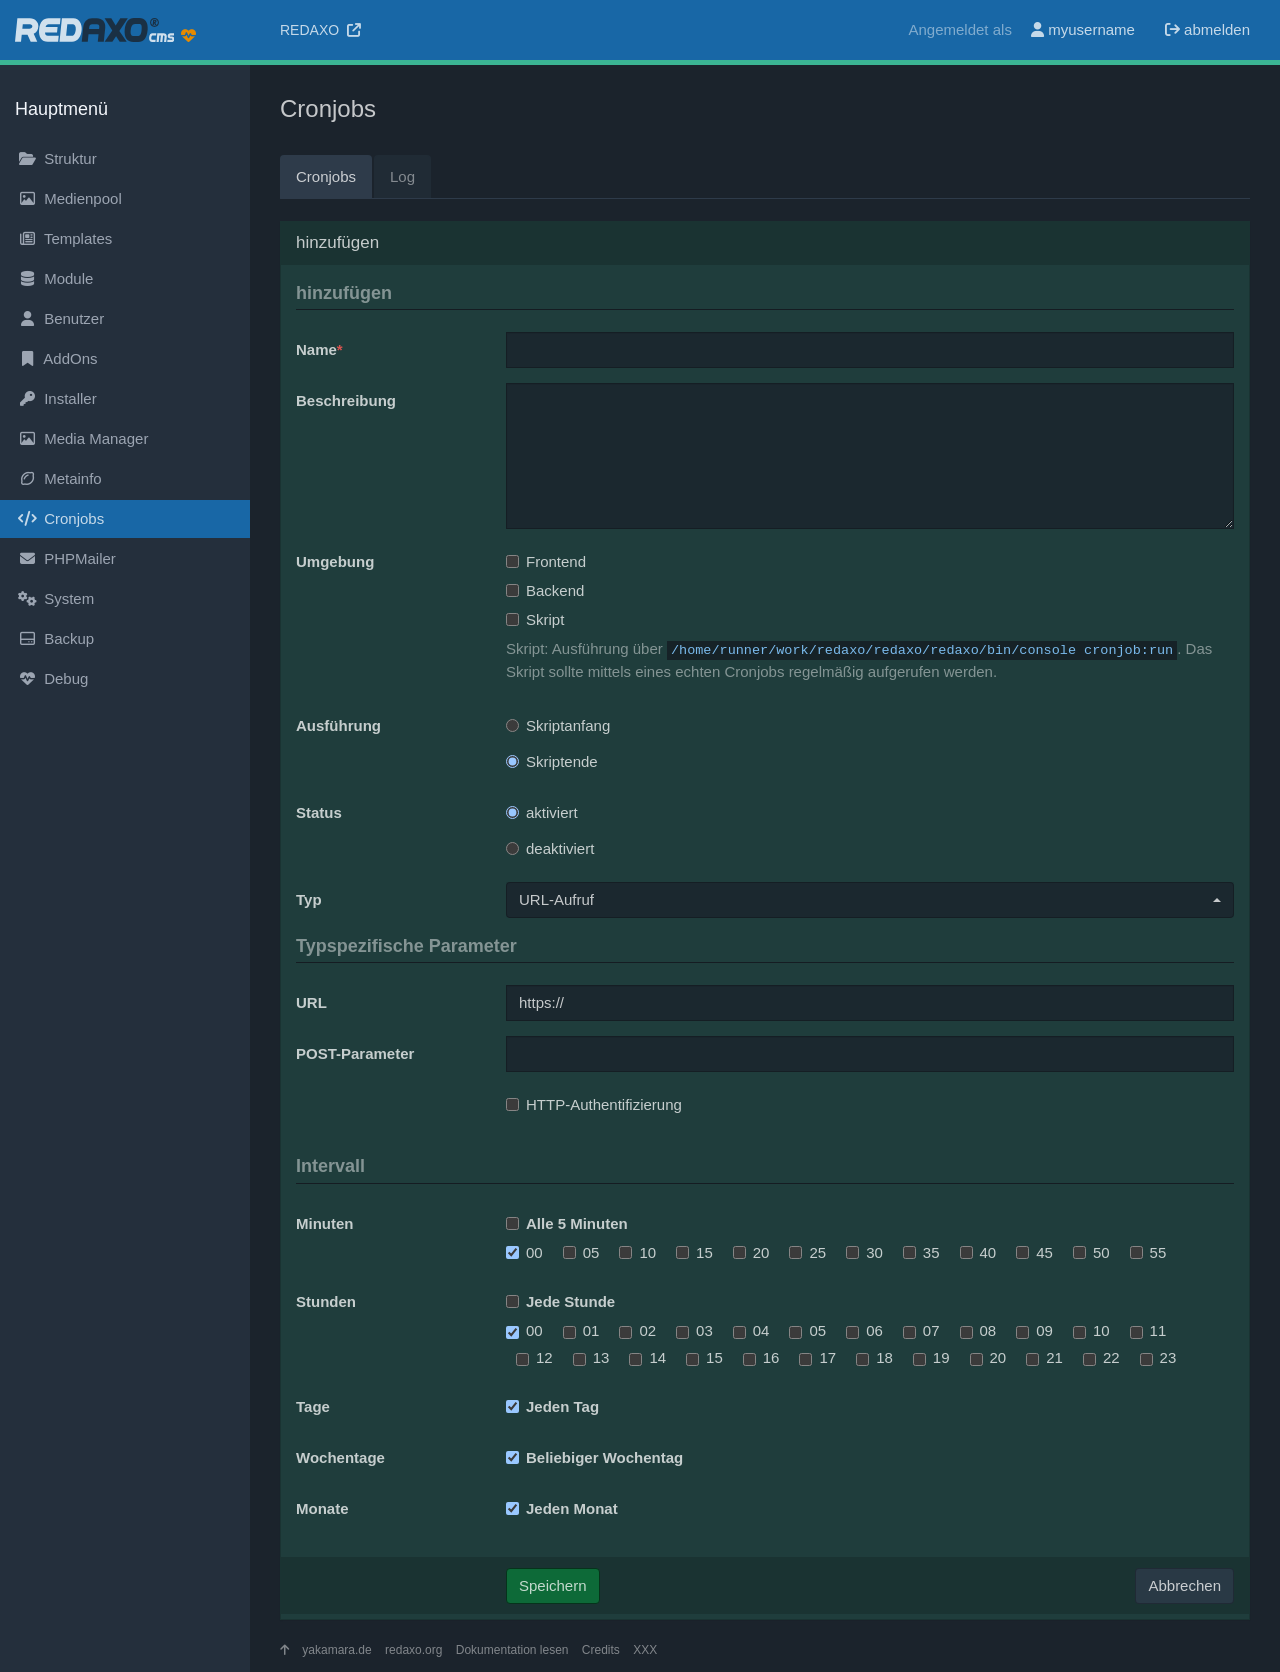 REDAXO® cms
REDAXO
Angemeldet als myusername abmelden
Hauptmenü
Struktur
Medienpool
Templates
Module
Benutzer
AddOns
Installer
Media Manager
Metainfo
Cronjobs
PHPMailer
System
Backup
Debug
Cronjobs
Cronjobs Log
hinzufügen
hinzufügen
Name*
Beschreibung
Umgebung
Frontend
Backend
Skript
Skript: Ausführung über /home/runner/work/redaxo/redaxo/redaxo/bin/console cronjob:run. Das
Skript sollte mittels eines echten Cronjobs regelmäßig aufgerufen werden.
Ausführung
Skriptanfang
Skriptende
Status
aktiviert
deaktiviert
Typ
URL-Aufruf
Typspezifische Parameter
URL
https://
POST-Parameter
HTTP-Authentifizierung
Intervall
Minuten
Alle 5 Minuten
00 05 10 15 20 25 30 35 40 45 50 55
Stunden
Jede Stunde
00 01 02 03 04 05 06 07 08 09 10 11
12 13 14 15 16 17 18 19 20 21 22 23
Tage
Jeden Tag
Wochentage
Beliebiger Wochentag
Monate
Jeden Monat
Speichern
Abbrechen
yakamara.de redaxo.org Dokumentation lesen Credits XXX